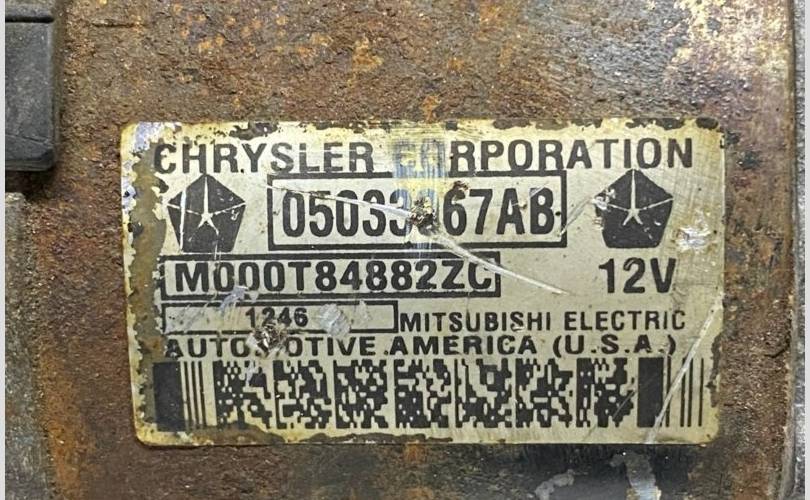 CHRYSLER CORPORATION
M000T84882ZC 12V
1246 MITSUBISHI ELECTRIC
AUTOMOTIVE AMERICA (U.S.A.)